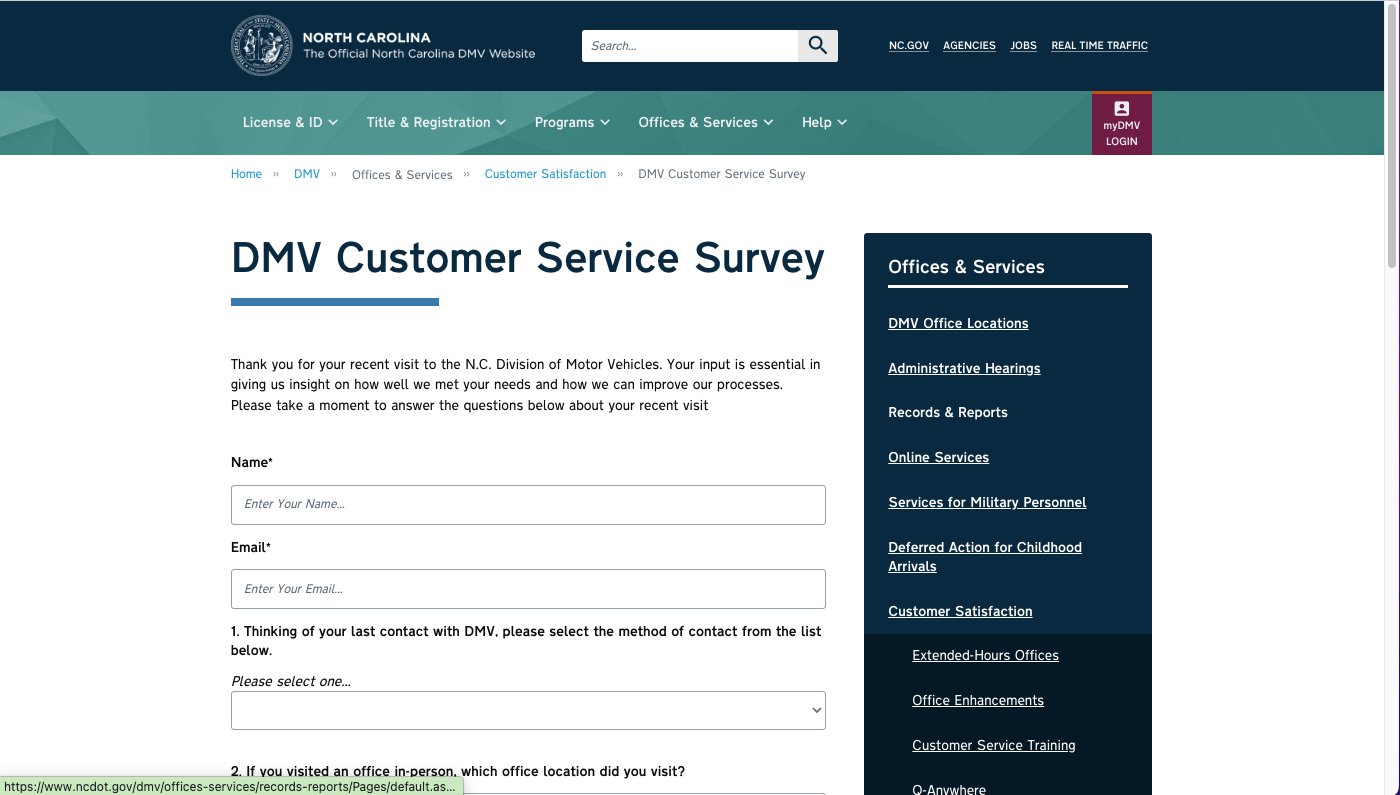 NORTH CAROLINA
The Official North Carolina DMV Website
Search...
NC.GOV AGENCIES JOBS REAL TIME TRAFFIC
License & ID Title & Registration Programs Offices & Services Help
myDMV
LOGIN
Home » DMV » Offices & Services » Customer Satisfaction » DMV Customer Service Survey
DMV Customer Service Survey
Thank you for your recent visit to the N.C. Division of Motor Vehicles. Your input is essential in
giving us insight on how well we met your needs and how we can improve our processes.
Please take a moment to answer the questions below about your recent visit
Name*
Enter Your Name...
Email*
Enter Your Email...
1. Thinking of your last contact with DMV, please select the method of contact from the list
below.
Please select one...
2. If you visited an office in-person, which office location did you visit?
Offices & Services
DMV Office Locations
Administrative Hearings
Records & Reports
Online Services
Services for Military Personnel
Deferred Action for Childhood
Arrivals
Customer Satisfaction
Extended-Hours Offices
Office Enhancements
Customer Service Training
Q-Anywhere
https://www.ncdot.gov/dmv/offices-services/records-reports/Pages/default.as...